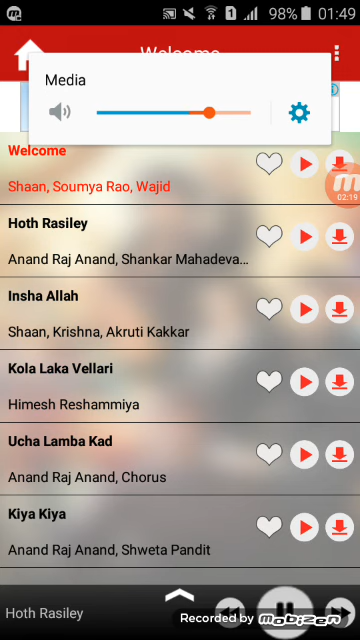 98% 01:49
Welcome
Media
Welcome
Shaan, Soumya Rao, Wajid
02:19
Hoth Rasiley
Anand Raj Anand, Shankar Mahadeva...
Insha Allah
Shaan, Krishna, Akruti Kakkar
Kola Laka Vellari
Himesh Reshammiya
Ucha Lamba Kad
Anand Raj Anand, Chorus
Kiya Kiya
Anand Raj Anand, Shweta Pandit
Hoth Rasiley
Recorded by mobizen